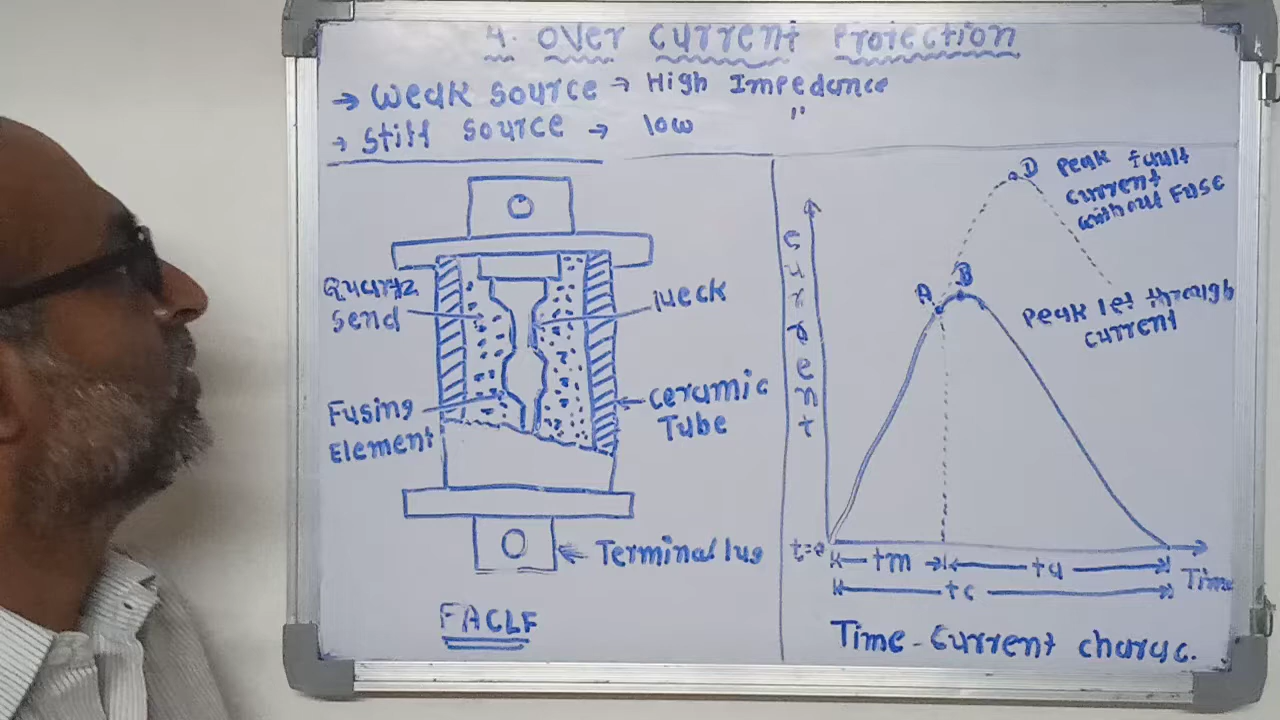 4. Over Current Protection
→ Weak source → High Impedance
→ Stiff source → low "
Quartz
Send
Neck
Fusing
Element
Ceramic
Tube
Terminal lug
FACLF
Current
D Peak fault
current
without Fuse
A
B
Peak let through
current
t=0
tm
ta
Time
tc
Time-Current charac.